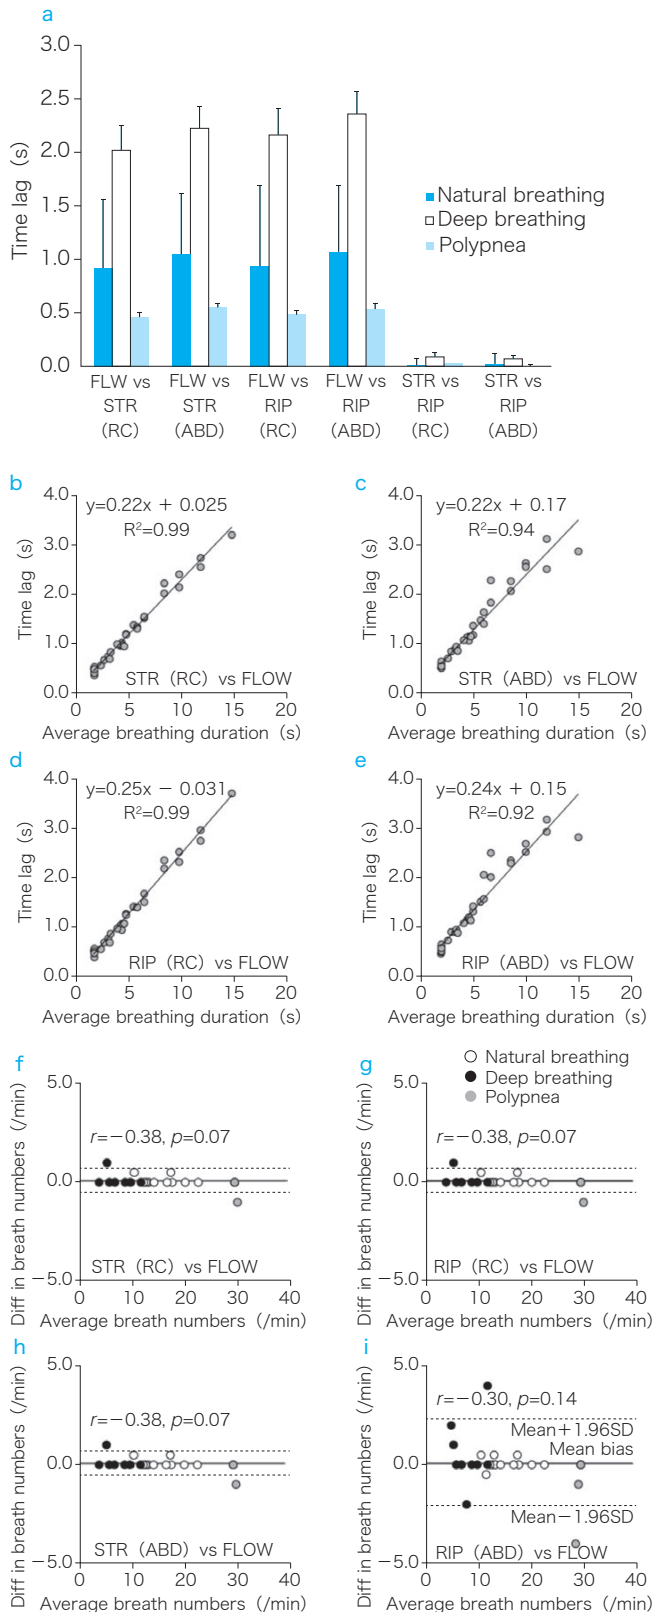 a
3.0
2.5
2.0
1.5
1.0
0.5
0.0
Time lag (s)
Natural breathing
Deep breathing
Polypnea
FLW vs STR (RC)
FLW vs STR (ABD)
FLW vs RIP (RC)
FLW vs RIP (ABD)
STR vs RIP (RC)
STR vs RIP (ABD)
b
4.0
3.0
2.0
1.0
0.0
Time lag (s)
y=0.22x + 0.025
R²=0.99
STR (RC) vs FLOW
0 5 10 15 20
Average breathing duration (s)
c
4.0
3.0
2.0
1.0
0.0
Time lag (s)
y=0.22x + 0.17
R²=0.94
STR (ABD) vs FLOW
0 5 10 15 20
Average breathing duration (s)
d
4.0
3.0
2.0
1.0
0.0
Time lag (s)
y=0.25x − 0.031
R²=0.99
RIP (RC) vs FLOW
0 5 10 15 20
Average breathing duration (s)
e
4.0
3.0
2.0
1.0
0.0
Time lag (s)
y=0.24x + 0.15
R²=0.92
RIP (ABD) vs FLOW
0 5 10 15 20
Average breathing duration (s)
Natural breathing
Deep breathing
Polypnea
f
5.0
0.0
−5.0
Diff in breath numbers (/min)
r=−0.38, p=0.07
STR (RC) vs FLOW
0 10 20 30 40
Average breath numbers (/min)
g
5.0
0.0
−5.0
Diff in breath numbers (/min)
r=−0.38, p=0.07
RIP (RC) vs FLOW
0 10 20 30 40
Average breath numbers (/min)
h
5.0
0.0
−5.0
Diff in breath numbers (/min)
r=−0.38, p=0.07
STR (ABD) vs FLOW
0 10 20 30 40
Average breath numbers (/min)
i
5.0
0.0
−5.0
Diff in breath numbers (/min)
r=−0.30, p=0.14
Mean+1.96SD
Mean bias
Mean−1.96SD
RIP (ABD) vs FLOW
0 10 20 30 40
Average breath numbers (/min)